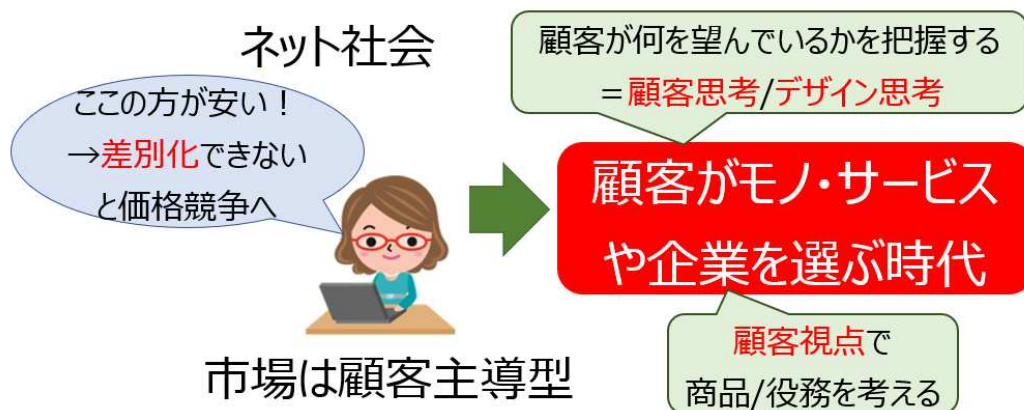 ネット社会
ここの方が安い！
→差別化できない
と価格競争へ
市場は顧客主導型
顧客が何を望んでいるかを把握する
＝顧客思考/デザイン思考
顧客がモノ・サービス
や企業を選ぶ時代
顧客視点で
商品/役務を考える